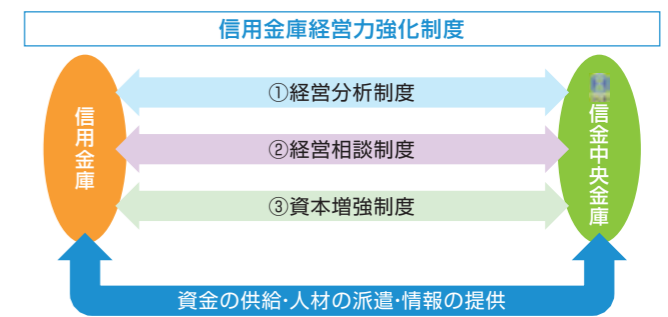 信用金庫経営力強化制度
①経営分析制度
②経営相談制度
③資本増強制度
信用金庫
信金中央金庫
資金の供給・人材の派遣・情報の提供